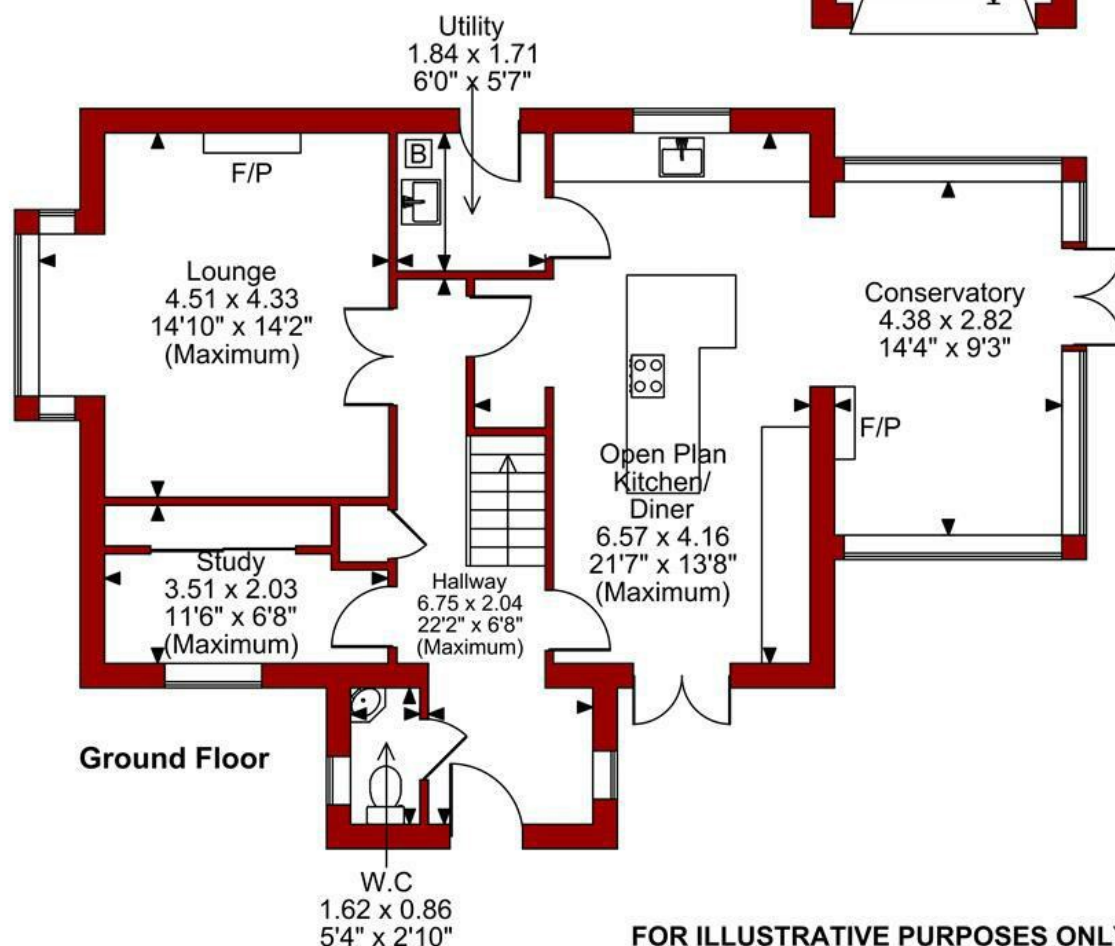 Utility
1.84 x 1.71
6'0" x 5'7"
B
F/P
Lounge
4.51 x 4.33
14'10" x 14'2"
(Maximum)
Conservatory
4.38 x 2.82
14'4" x 9'3"
F/P
Open Plan
Kitchen/
Diner
6.57 x 4.16
21'7" x 13'8"
(Maximum)
Study
3.51 x 2.03
11'6" x 6'8"
(Maximum)
Hallway
6.75 x 2.04
22'2" x 6'8"
(Maximum)
Ground Floor
W.C
1.62 x 0.86
5'4" x 2'10"
FOR ILLUSTRATIVE PURPOSES ONL